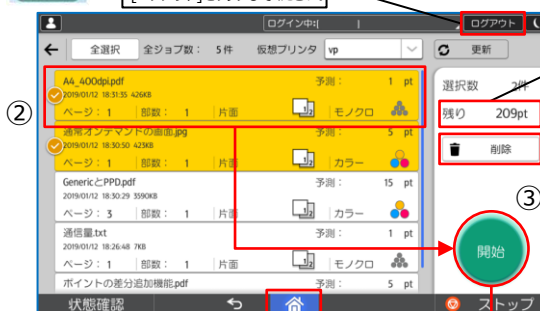 ログイン中:[
ログアウト
全選択 全ジョブ数: 5件 仮想プリンタ vp 更新
②
A4_400dpi.pdf 予測: 1 pt
2019/01/12 18:31:35 426KB
ページ: 1 部数: 1 片面 モノクロ
通常オンデマンドの画面.jpg 予測: 5 pt
2019/01/12 18:30:50 423KB
ページ: 1 部数: 1 片面 カラー
GenericとPPD.pdf 予測: 15 pt
2019/01/12 18:30:29 3590KB
ページ: 3 部数: 1 片面 カラー
通信量.txt 予測: 1 pt
2019/01/12 18:26:48 7KB
ページ: 1 部数: 1 片面 モノクロ
ポイントの差分追加機能.pdf 予測: 5 pt
選択数 2件
残り 209pt
削除
③
開始
状態確認 ストップ